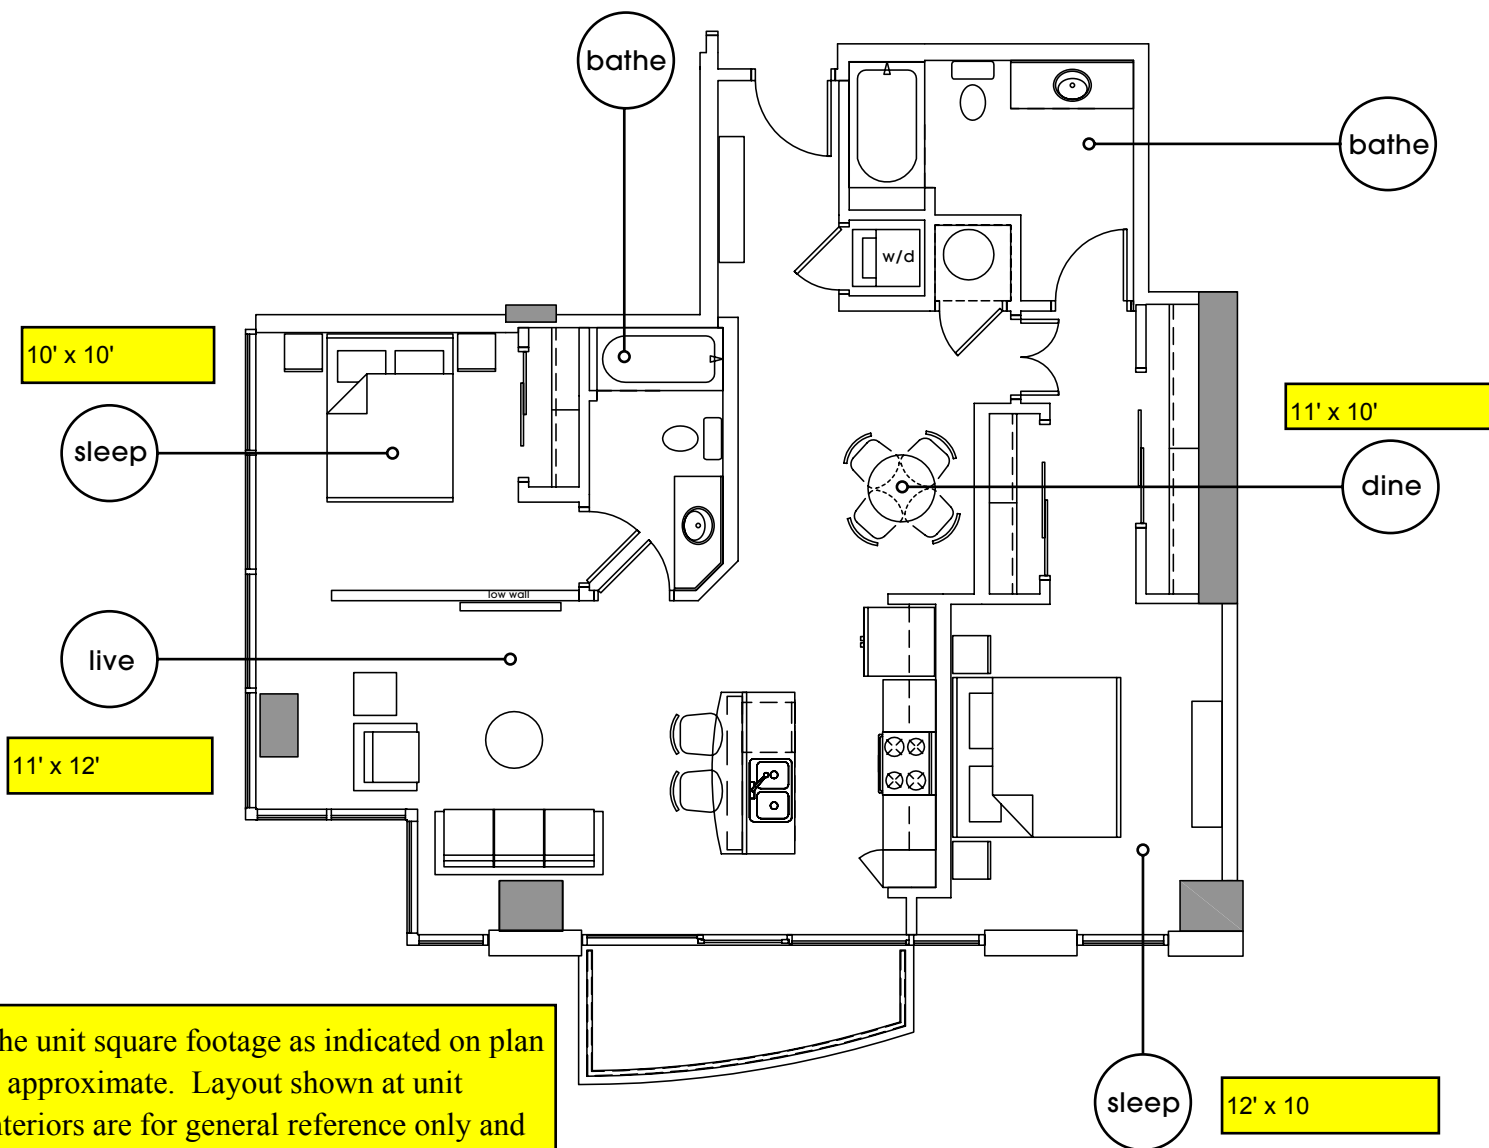 bathe
bathe
w/d
10' x 10'
11' x 10'
sleep
dine
low wall
live
11' x 12'
he unit square footage as indicated on plan
approximate. Layout shown at unit
nteriors are for general reference only and
sleep
12' x 10